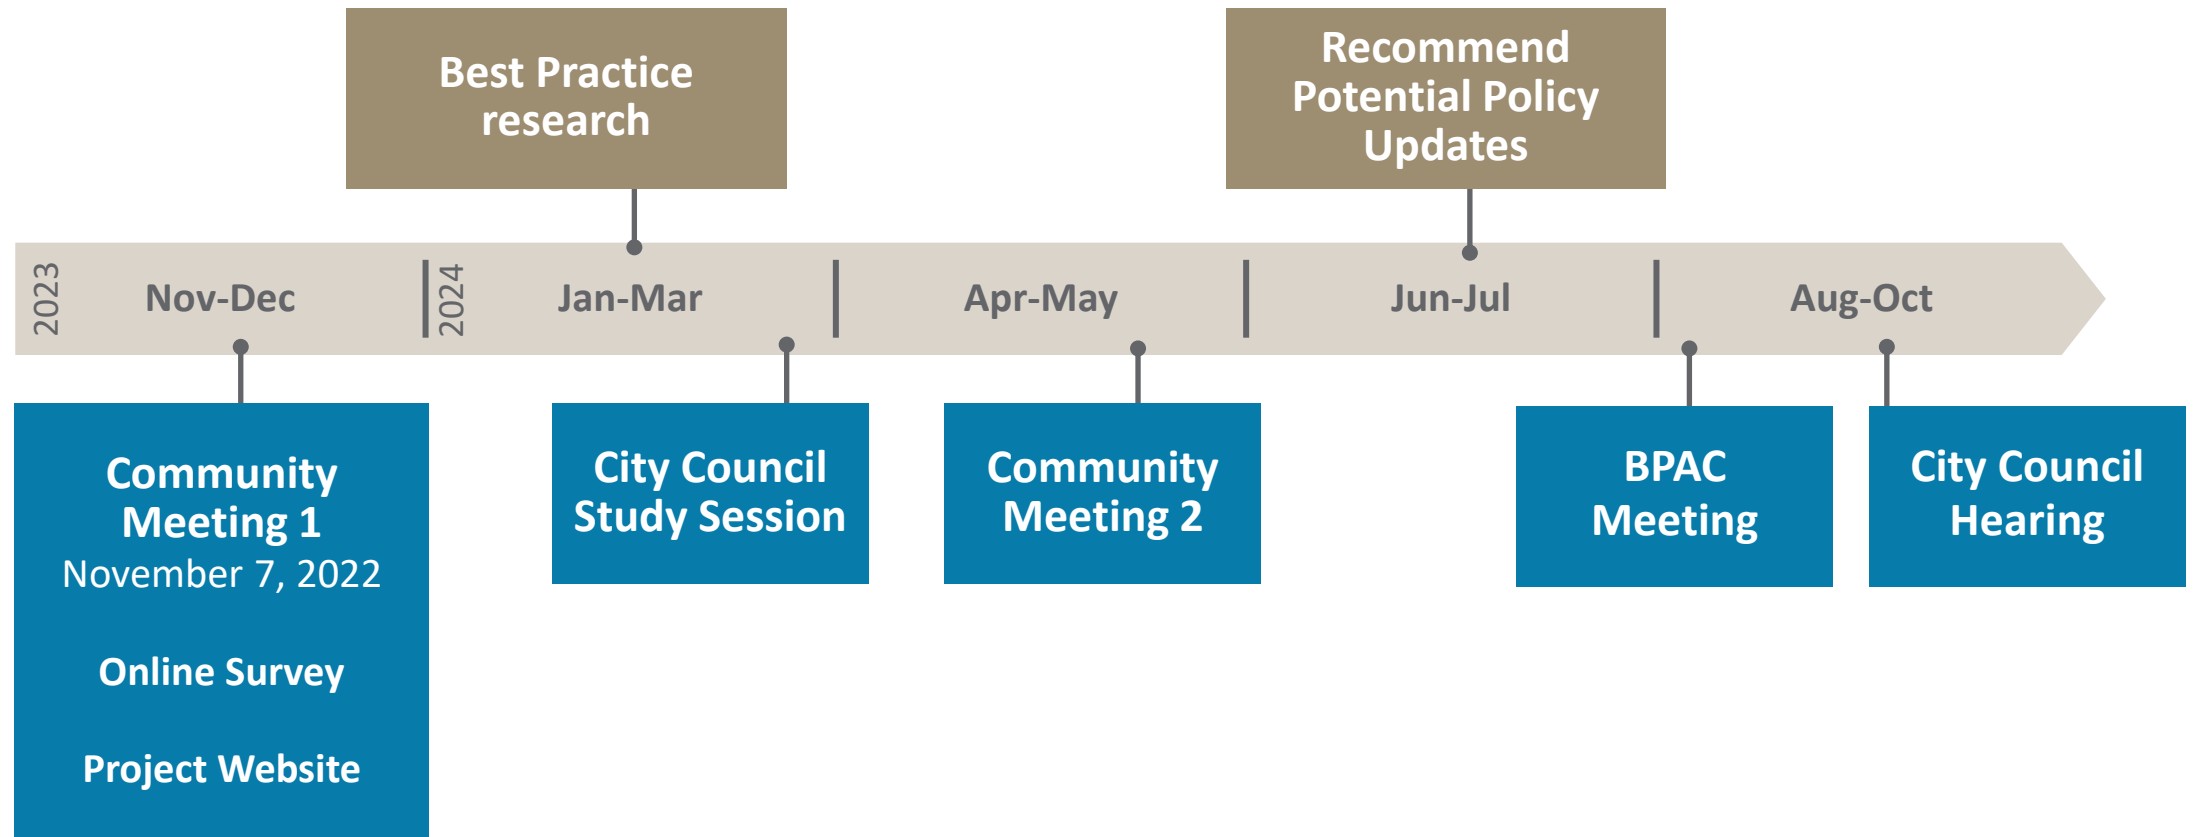 Best Practice
research
Recommend
Potential Policy
Updates
2023
Nov-Dec
2024
Jan-Mar
Apr-May
Jun-Jul
Aug-Oct
Community
Meeting 1
November 7, 2022
Online Survey
Project Website
City Council
Study Session
Community
Meeting 2
BPAC
Meeting
City Council
Hearing